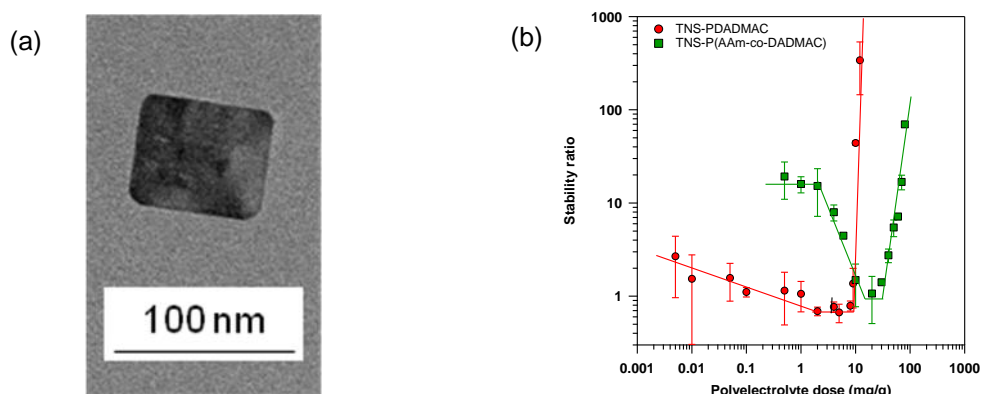 (a)
100 nm
(b)
TNS-PDADMAC
TNS-P(AAm-co-DADMAC)
Stability ratio
1000
100
10
1
0.001
0.01
0.1
1
10
100
1000
Polyelectrolyte dose (mg/g)